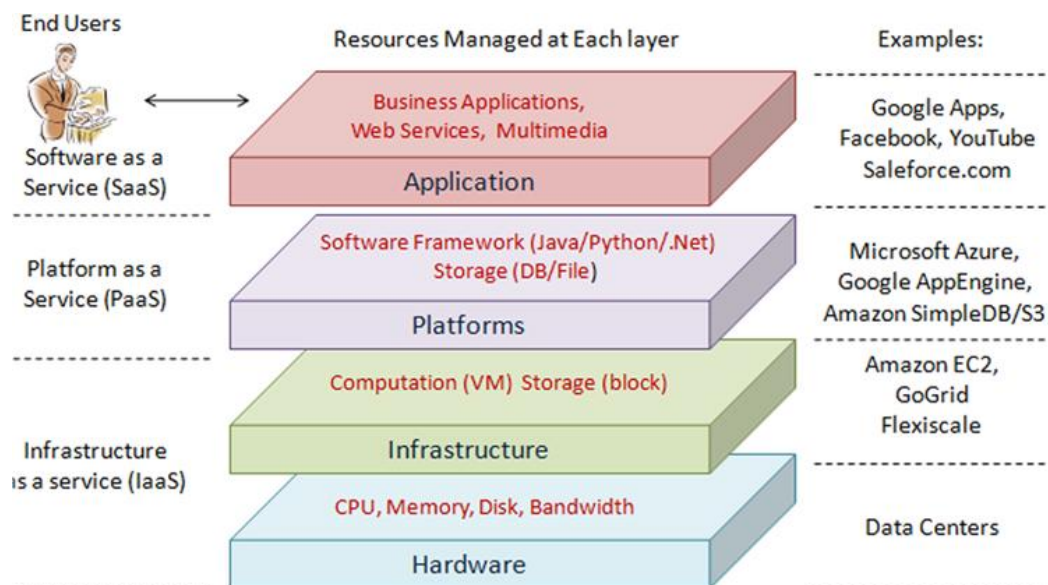 End Users
Resources Managed at Each layer
Examples:
Business Applications,
Web Services, Multimedia
Application
Software as a
Service (SaaS)
Google Apps,
Facebook, YouTube
Saleforce.com
Software Framework (Java/Python/.Net)
Storage (DB/File)
Platforms
Platform as a
Service (PaaS)
Microsoft Azure,
Google AppEngine,
Amazon SimpleDB/S3
Computation (VM) Storage (block)
Infrastructure
Amazon EC2,
GoGrid
Flexiscale
Infrastructure
as a service (IaaS)
CPU, Memory, Disk, Bandwidth
Hardware
Data Centers